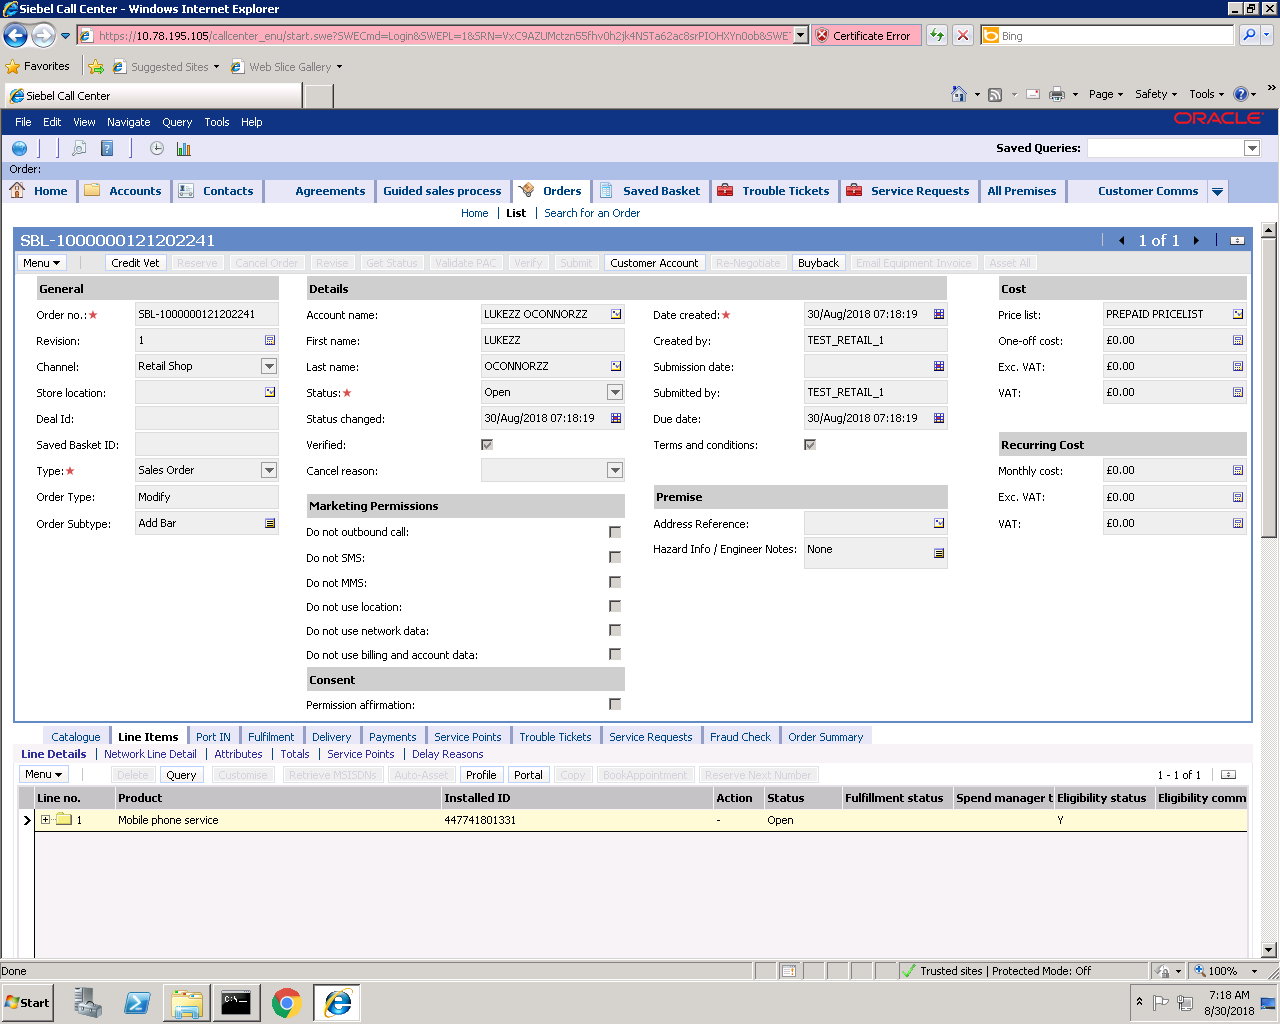 Siebel Call Center - Windows Internet Explorer
https://10.78.195.105/callcenter_enu/start.swe?SWECmd=Login&SWEPL=1&SRN= Certificate Error Bing
Favorites Suggested Sites Web Slice Gallery
Siebel Call Center Page Safety Tools
File Edit View Navigate Query Tools Help ORACLE
Saved Queries:
Order:
Home Accounts Contacts Agreements Guided sales process Orders Saved Basket Trouble Tickets Service Requests All Premises Customer Comms
Home List Search for an Order
SBL-1000000121202241 1 of 1
Menu Credit Vet Reserve Cancel Order Revise Get Status Validate PAC Verify Submit Customer Account Re-Negotiate Buyback Email Equipment Invoice Asset All
General Details Cost
Order no.:★ SBL-1000000121202241 Account name: LUKEZZ OCONNORZZ Date created:★ 30/Aug/2018 07:18:19 Price list: PREPAID PRICELIST
Revision: 1 First name: LUKEZZ Created by: TEST_RETAIL_1 One-off cost: £0.00
Channel: Retail Shop Last name: OCONNORZZ Submission date: Exc. VAT: £0.00
Store location: Status:★ Open Submitted by: TEST_RETAIL_1 VAT: £0.00
Deal Id: Status changed: 30/Aug/2018 07:18:19 Due date: 30/Aug/2018 07:18:19
Saved Basket ID: Verified: Terms and conditions: Recurring Cost
Type:★ Sales Order Cancel reason: Monthly cost: £0.00
Order Type: Modify Marketing Permissions Premise Exc. VAT: £0.00
Order Subtype: Add Bar Do not outbound call: Address Reference: VAT: £0.00
Do not SMS: Hazard Info / Engineer Notes: None
Do not MMS:
Do not use location:
Do not use network data:
Do not use billing and account data:
Consent
Permission affirmation:
Catalogue Line Items Port IN Fulfilment Delivery Payments Service Points Trouble Tickets Service Requests Fraud Check Order Summary
Line Details Network Line Detail Attributes Totals Service Points Delay Reasons
Menu Delete Query Customise Retrieve MSISDNs Auto-Asset Profile Portal Copy BookAppointment Reserve Next Number 1 - 1 of 1
Line no. Product Installed ID Action Status Fulfillment status Spend manager t Eligibility status Eligibility comm
1 Mobile phone service 447741801331 - Open Y
Done Trusted sites | Protected Mode: Off 100%
Start 7:18 AM
8/30/2018